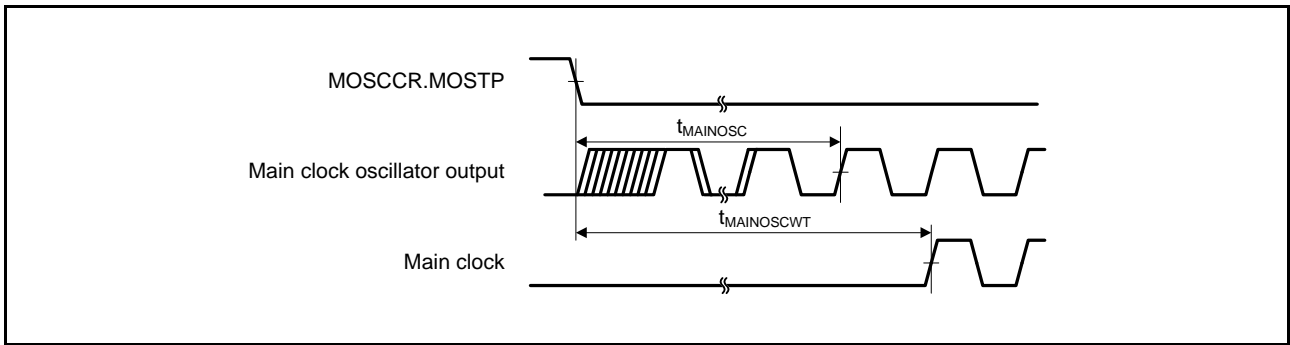 MOSCCR.MOSTP
tMAINOSC
Main clock oscillator output
tMAINOSCWT
Main clock